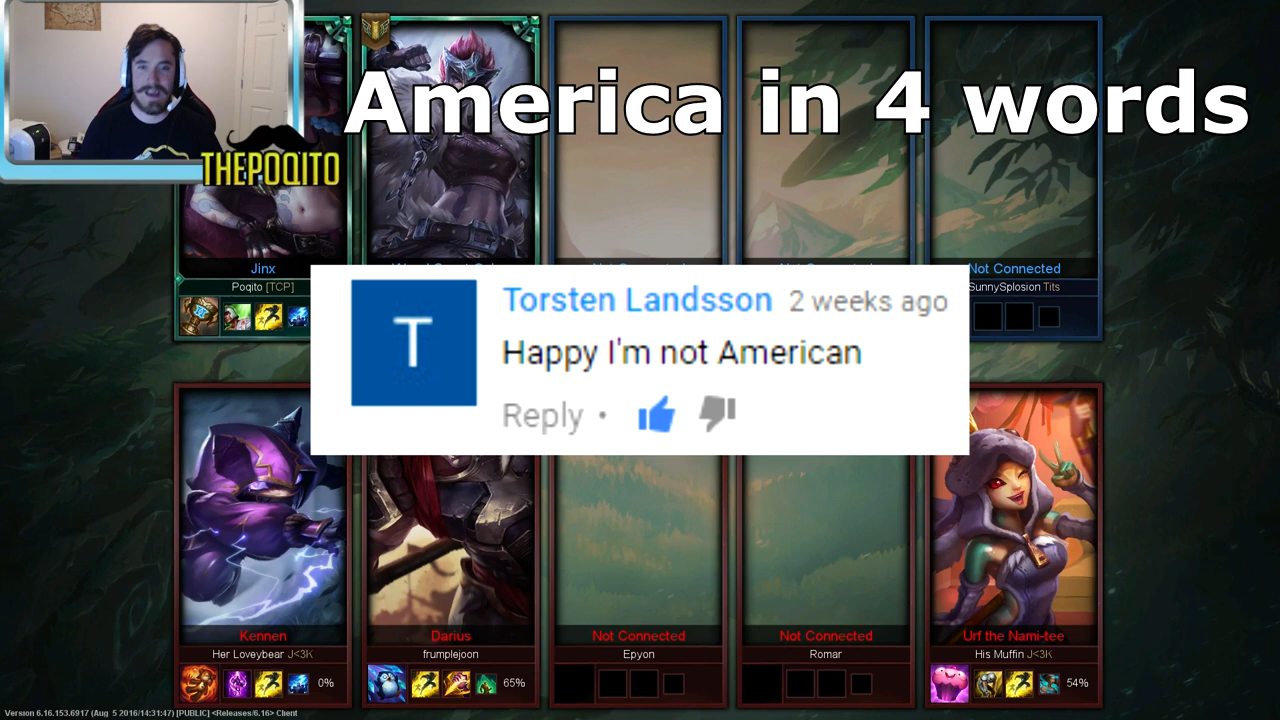 America in 4 words
THEPOQITO
Jinx
Poqito [TCP]
Not Connected
SunnySplosion Tits
T
Torsten Landsson 2 weeks ago
Happy I'm not American
Reply •
Kennen
Her Loveybear J<3K
0%
Darius
frumplejoon
65%
Not Connected
Epyon
Not Connected
Romar
Urf the Nami-tee
His Muffin J<3K
54%
Version 6.16.153.6917 (Aug 5 2016/14:31:47) [PUBLIC] <Releases/6.16> Client